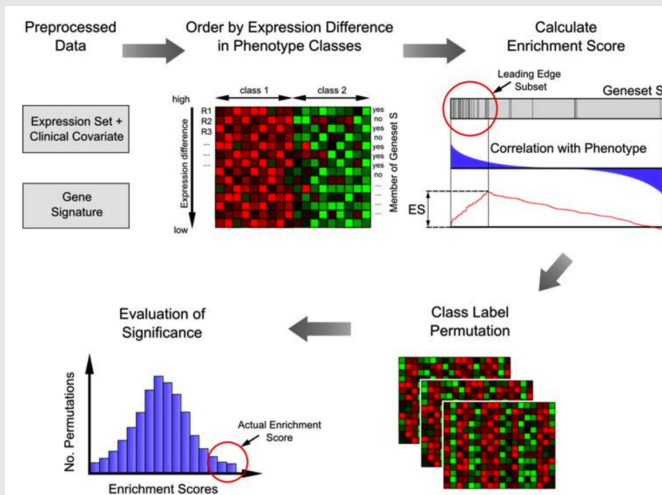 Preprocessed
Data
Order by Expression Difference
in Phenotype Classes
Calculate
Enrichment Score
Expression Set +
Clinical Covariate
Gene
Signature
class 1
class 2
high
Expression difference
low
R1
R2
R3
...
...
...
yes
no
no
yes
yes
yes
no
...
...
...
...
Member of Geneset S
Leading Edge
Subset
Geneset S
Correlation with Phenotype
ES
Evaluation of
Significance
Class Label
Permutation
No. Permutations
Actual Enrichment
Score
Enrichment Scores